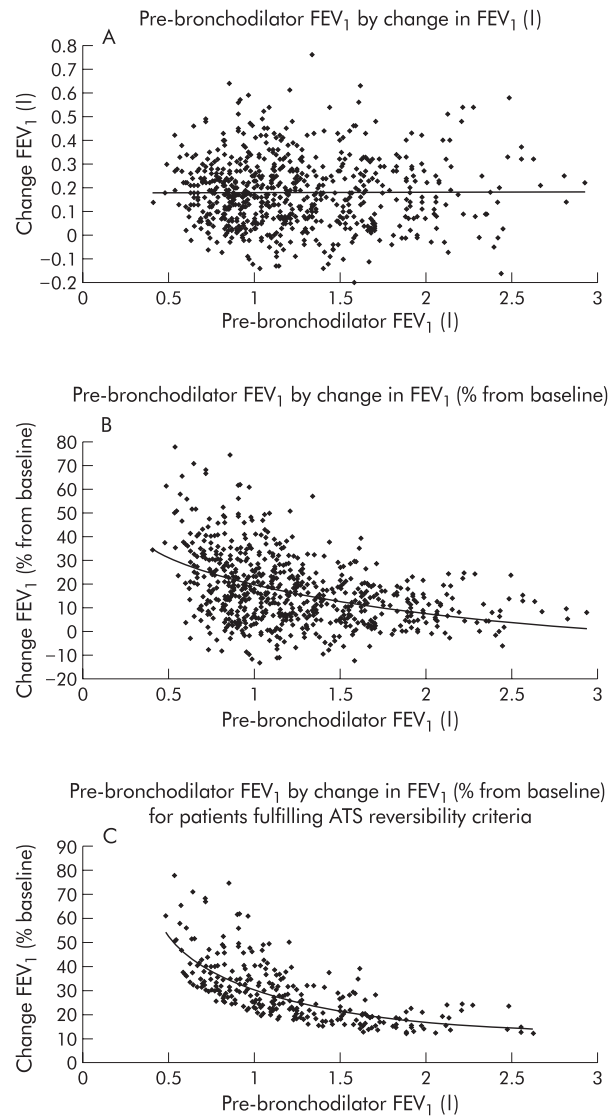 Pre-bronchodilator FEV₁ by change in FEV₁ (l)
A
Change FEV₁ (l)
0.8
0.7
0.6
0.5
0.4
0.3
0.2
0.1
0
−0.1
−0.2
0 0.5 1 1.5 2 2.5 3
Pre-bronchodilator FEV₁ (l)
Pre-bronchodilator FEV₁ by change in FEV₁ (% from baseline)
B
Change FEV₁ (% from baseline)
80
70
60
50
40
30
20
10
0
−10
−20
0 0.5 1 1.5 2 2.5 3
Pre-bronchodilator FEV₁ (l)
Pre-bronchodilator FEV₁ by change in FEV₁ (% from baseline)
for patients fulfilling ATS reversibility criteria
C
Change FEV₁ (% baseline)
90
80
70
60
50
40
30
20
10
0
0 0.5 1 1.5 2 2.5 3
Pre-bronchodilator FEV₁ (l)